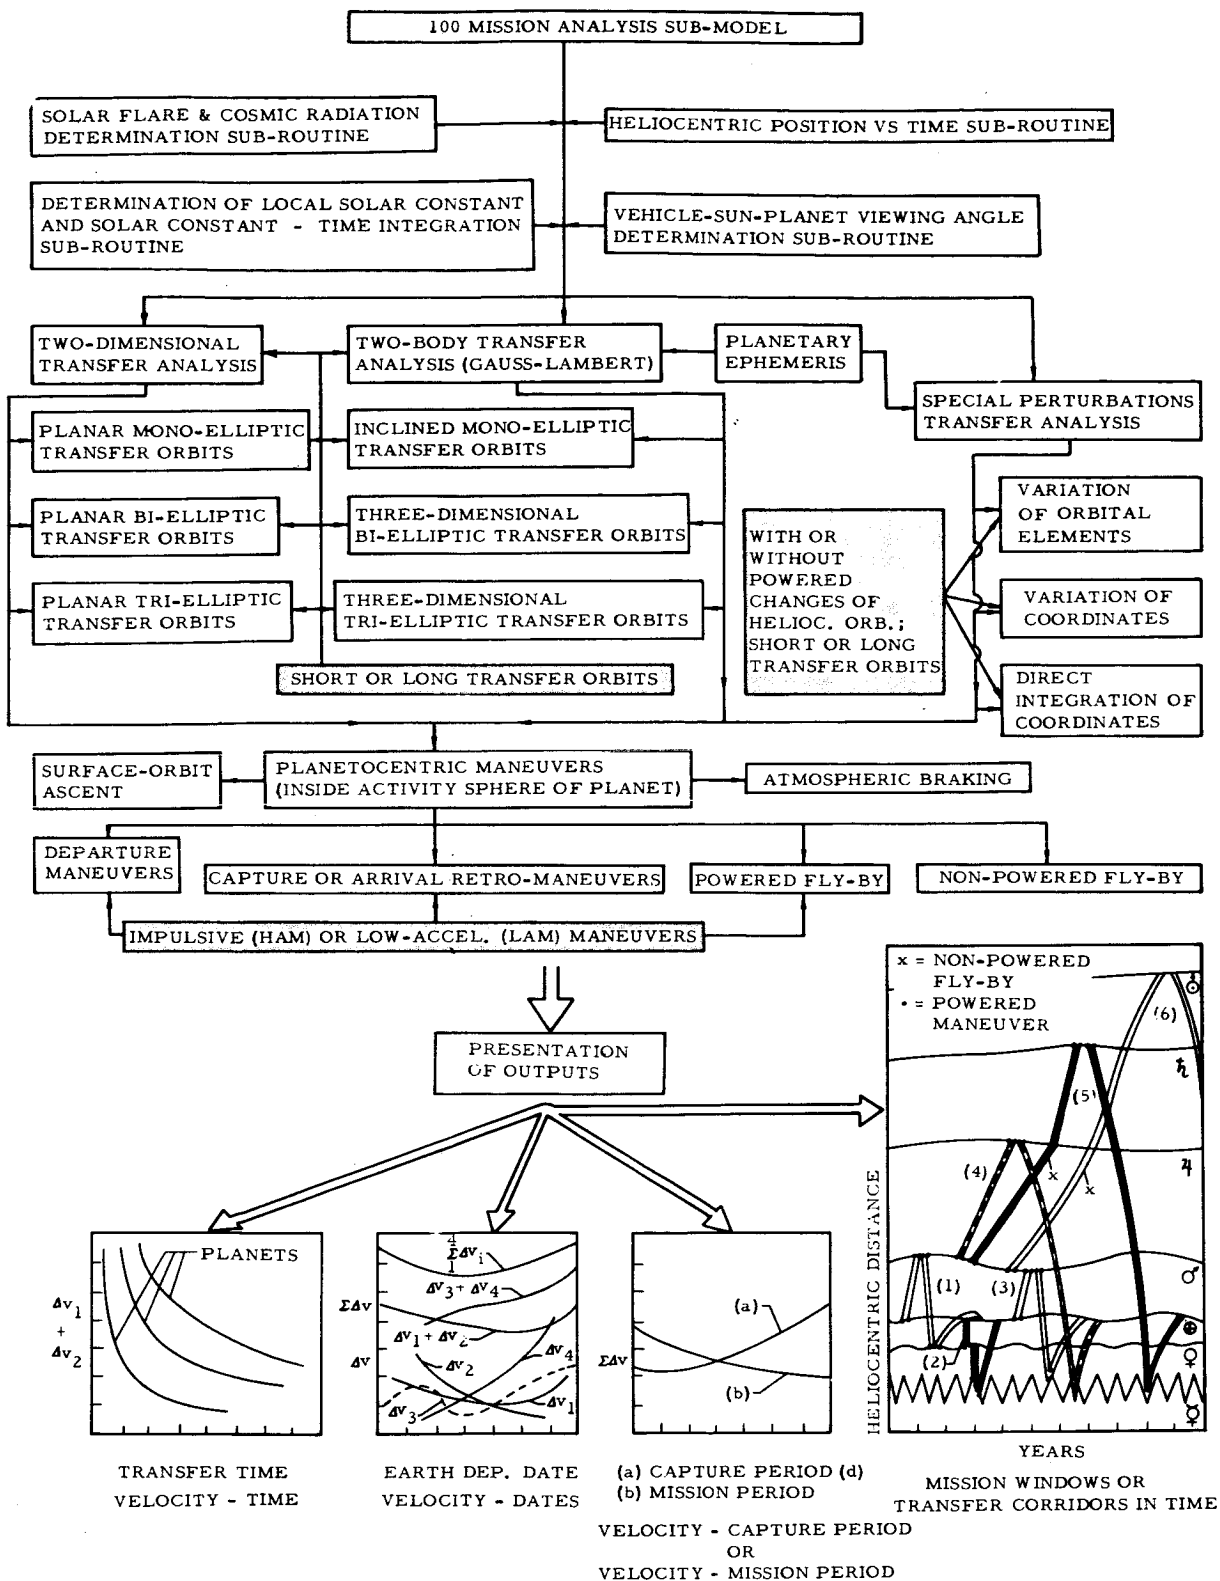 100 MISSION ANALYSIS SUB-MODEL
SOLAR FLARE & COSMIC RADIATION
DETERMINATION SUB-ROUTINE
HELIOCENTRIC POSITION VS TIME SUB-ROUTINE
DETERMINATION OF LOCAL SOLAR CONSTANT
AND SOLAR CONSTANT - TIME INTEGRATION
SUB-ROUTINE
VEHICLE-SUN-PLANET VIEWING ANGLE
DETERMINATION SUB-ROUTINE
TWO-DIMENSIONAL
TRANSFER ANALYSIS
TWO-BODY TRANSFER
ANALYSIS (GAUSS-LAMBERT)
PLANETARY
EPHEMERIS
SPECIAL PERTURBATIONS
TRANSFER ANALYSIS
PLANAR MONO-ELLIPTIC
TRANSFER ORBITS
INCLINED MONO-ELLIPTIC
TRANSFER ORBITS
PLANAR BI-ELLIPTIC
TRANSFER ORBITS
THREE-DIMENSIONAL
BI-ELLIPTIC TRANSFER ORBITS
PLANAR TRI-ELLIPTIC
TRANSFER ORBITS
THREE-DIMENSIONAL
TRI-ELLIPTIC TRANSFER ORBITS
SHORT OR LONG TRANSFER ORBITS
WITH OR
WITHOUT
POWERED
CHANGES OF
HELIOC. ORB.;
SHORT OR LONG
TRANSFER ORBITS
VARIATION
OF ORBITAL
ELEMENTS
VARIATION OF
COORDINATES
DIRECT
INTEGRATION OF
COORDINATES
SURFACE-ORBIT
ASCENT
PLANETOCENTRIC MANEUVERS
(INSIDE ACTIVITY SPHERE OF PLANET)
ATMOSPHERIC BRAKING
DEPARTURE
MANEUVERS
CAPTURE OR ARRIVAL RETRO-MANEUVERS
POWERED FLY-BY
NON-POWERED FLY-BY
IMPULSIVE (HAM) OR LOW-ACCEL. (LAM) MANEUVERS
PRESENTATION
OF OUTPUTS
PLANETS
Δv1
+
Δv2
TRANSFER TIME
VELOCITY - TIME
4
Σ Δvi
1
Δv3 + Δv4
ΣΔv
Δv1 + Δv2
Δv
Δv2
Δv4
Δv3
Δv1
EARTH DEP. DATE
VELOCITY - DATES
(a)
ΣΔv
(b)
(a) CAPTURE PERIOD (d)
(b) MISSION PERIOD
VELOCITY - CAPTURE PERIOD
OR
VELOCITY - MISSION PERIOD
x = NON-POWERED
FLY-BY
• = POWERED
MANEUVER
(6)
♄
(5)
(4)
x
x
♃
HELIOCENTRIC DISTANCE
(1)
(3)
♂
⊕
(2)
♀
☿
YEARS
MISSION WINDOWS OR
TRANSFER CORRIDORS IN TIME